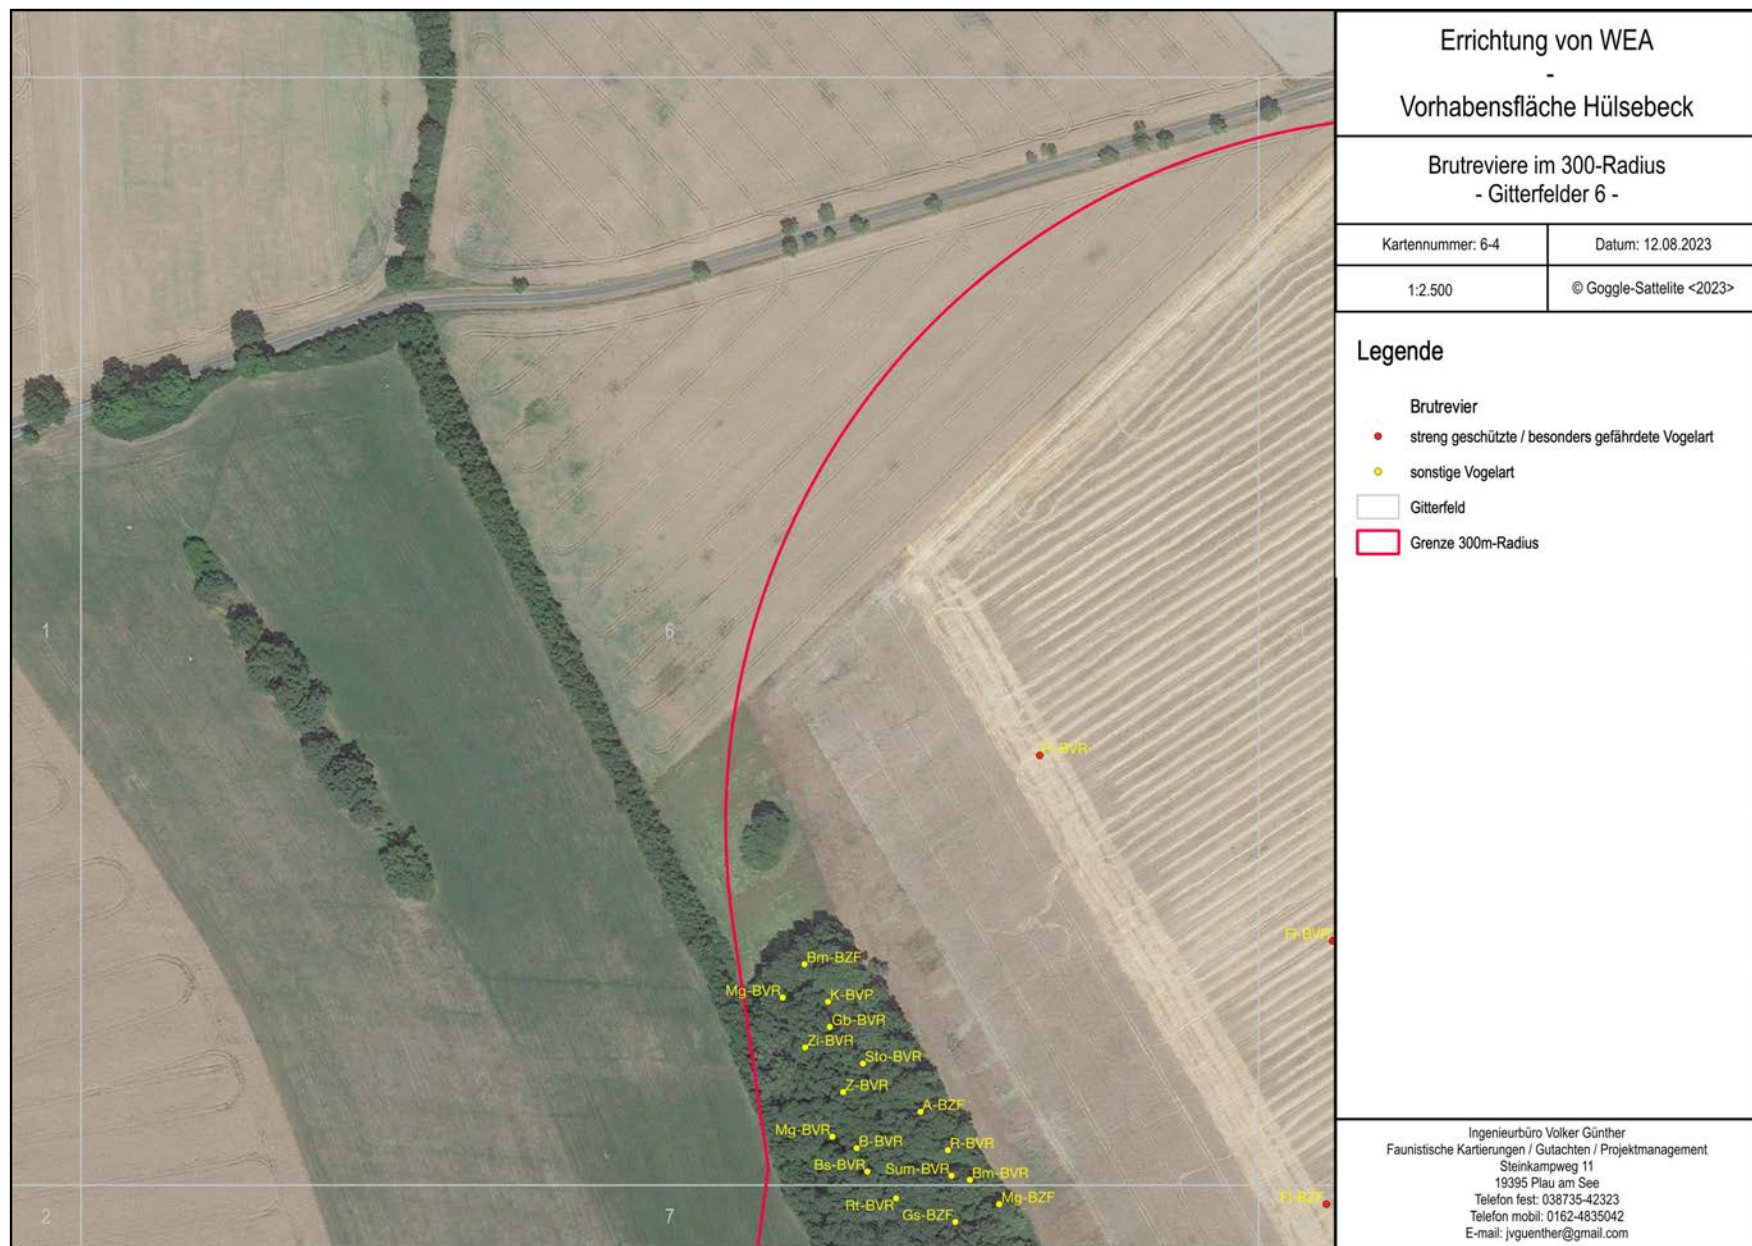 Errichtung von WEA
-
Vorhabensfläche Hülsebeck
Brutreviere im 300-Radius
- Gitterfelder 6 -
Kartennummer: 6-4
Datum: 12.08.2023
1:2.500
© Goggle-Sattelite <2023>
Legende
Brutrevier
streng geschützte / besonders gefährdete Vogelart
sonstige Vogelart
Gitterfeld
Grenze 300m-Radius
1
6
Fl-BVR
Bm-BZF
Mg-BVR
K-BVP
Gb-BVR
Zi-BVR
Sto-BVR
Z-BVR
A-BZF
Mg-BVR
B-BVR
R-BVR
Bs-BVR
Sum-BVR
Bm-BVR
2
7
Rt-BVR
Mg-BZF
Gs-BZF
Fl-BZF
Ingenieurbüro Volker Günther
Faunistische Kartierungen / Gutachten / Projektmanagement
Steinkampweg 11
19395 Plau am See
Telefon fest: 038735-42323
Telefon mobil: 0162-4835042
E-mail: jvguenther@gmail.com